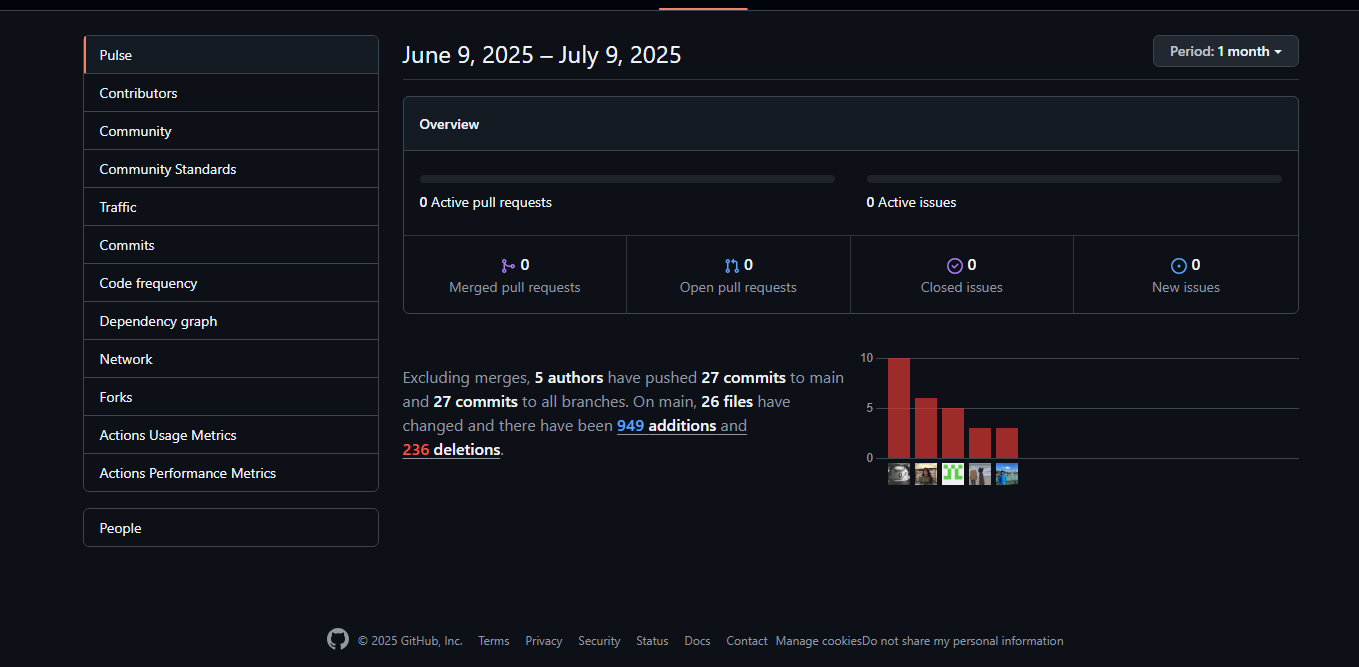 Pulse
Contributors
Community
Community Standards
Traffic
Commits
Code frequency
Dependency graph
Network
Forks
Actions Usage Metrics
Actions Performance Metrics
People
June 9, 2025 – July 9, 2025
Period: 1 month
Overview
0 Active pull requests
0 Active issues
0
Merged pull requests
0
Open pull requests
0
Closed issues
0
New issues
Excluding merges, 5 authors have pushed 27 commits to main
and 27 commits to all branches. On main, 26 files have
changed and there have been 949 additions and
236 deletions.
10
5
0
© 2025 GitHub, Inc. Terms Privacy Security Status Docs Contact Manage cookies Do not share my personal information